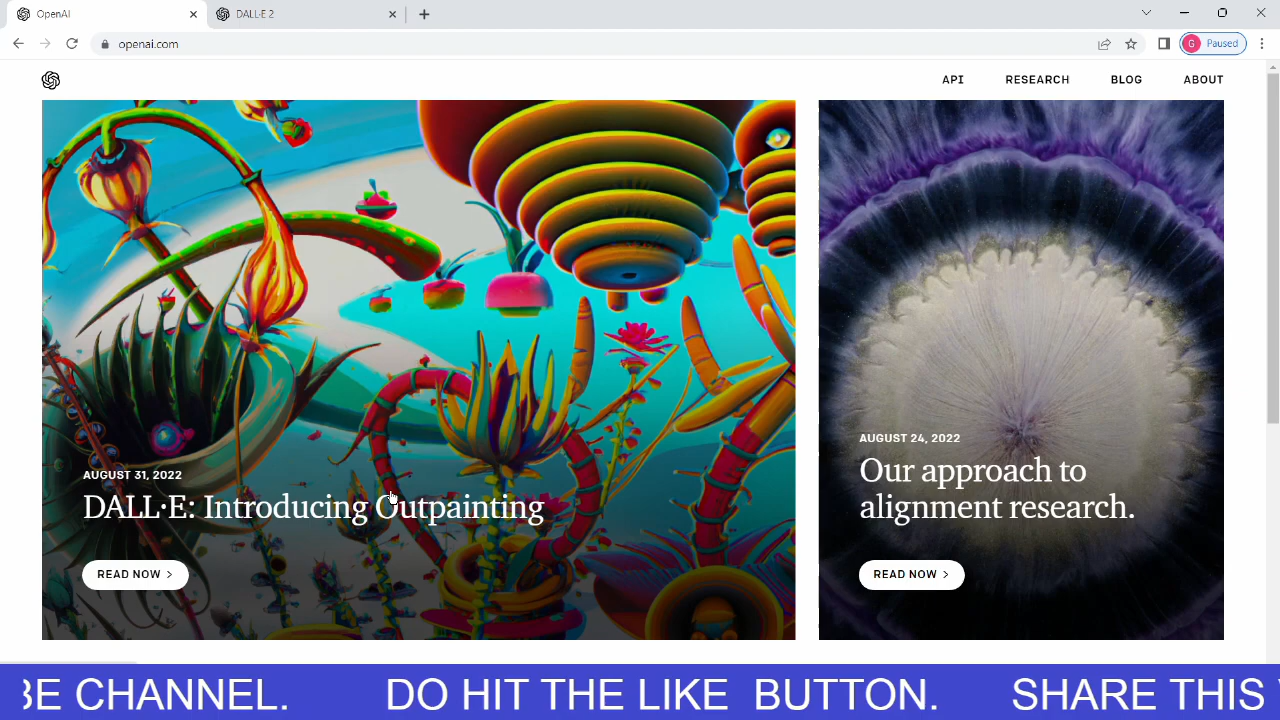 OpenAI
DALL·E 2
openai.com
G Paused
API RESEARCH BLOG ABOUT
AUGUST 31, 2022
DALL·E: Introducing Outpainting
READ NOW >
AUGUST 24, 2022
Our approach to
alignment research.
READ NOW >
BE CHANNEL. DO HIT THE LIKE BUTTON. SHARE THIS